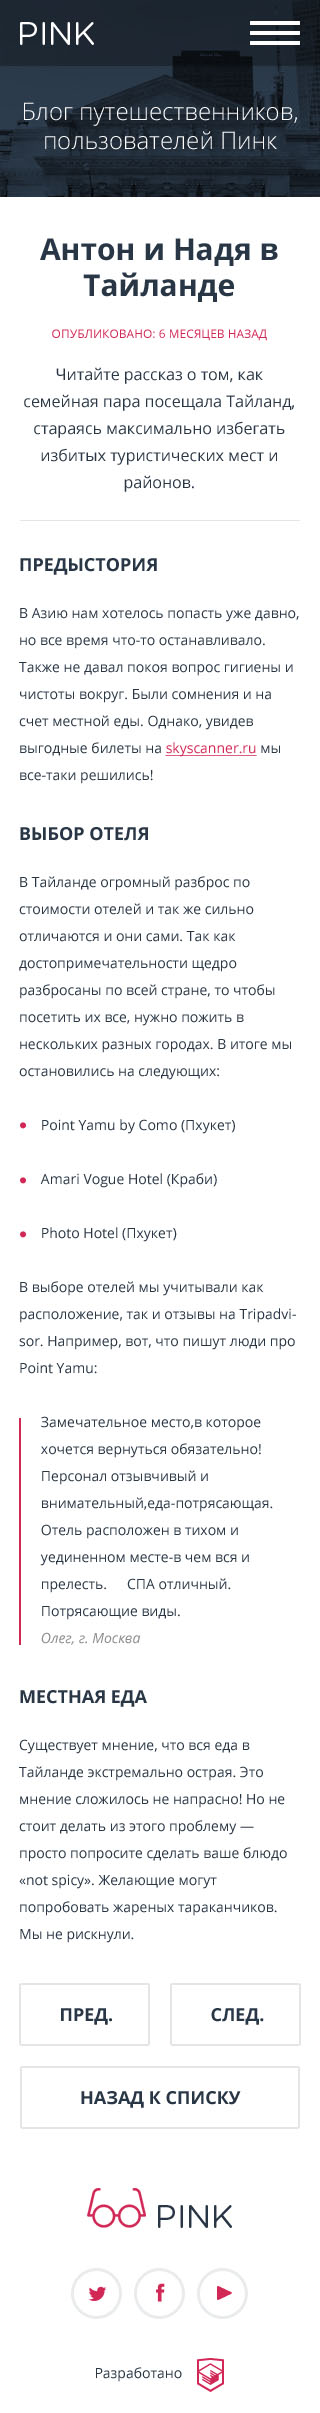 PINK
Блог путешественников,
пользователей Пинк
Антон и Надя в
Тайланде
ОПУБЛИКОВАНО: 6 МЕСЯЦЕВ НАЗАД
Читайте рассказ о том, как
семейная пара посещала Тайланд,
стараясь максимально избегать
избитых туристических мест и
районов.
ПРЕДЫСТОРИЯ
В Азию нам хотелось попасть уже давно,
но все время что-то останавливало.
Также не давал покоя вопрос гигиены и
чистоты вокруг. Были сомнения и на
счет местной еды. Однако, увидев
выгодные билеты на skyscanner.ru мы
все-таки решились!
ВЫБОР ОТЕЛЯ
В Тайланде огромный разброс по
стоимости отелей и так же сильно
отличаются и они сами. Так как
достопримечательности щедро
разбросаны по всей стране, то чтобы
посетить их все, нужно пожить в
нескольких разных городах. В итоге мы
остановились на следующих:
Point Yamu by Como (Пхукет)
Amari Vogue Hotel (Краби)
Photo Hotel (Пхукет)
В выборе отелей мы учитывали как
расположение, так и отзывы на Tripadvi-
sor. Например, вот, что пишут люди про
Point Yamu:
Замечательное место,в которое
хочется вернуться обязательно!
Персонал отзывчивый и
внимательный,еда-потрясающая.
Отель расположен в тихом и
уединенном месте-в чем вся и
прелесть. СПА отличный.
Потрясающие виды.
Олег, г. Москва
МЕСТНАЯ ЕДА
Существует мнение, что вся еда в
Тайланде экстремально острая. Это
мнение сложилось не напрасно! Но не
стоит делать из этого проблему —
просто попросите сделать ваше блюдо
«not spicy». Желающие могут
попробовать жареных тараканчиков.
Мы не рискнули.
ПРЕД.
СЛЕД.
НАЗАД К СПИСКУ
PINK
Разработано